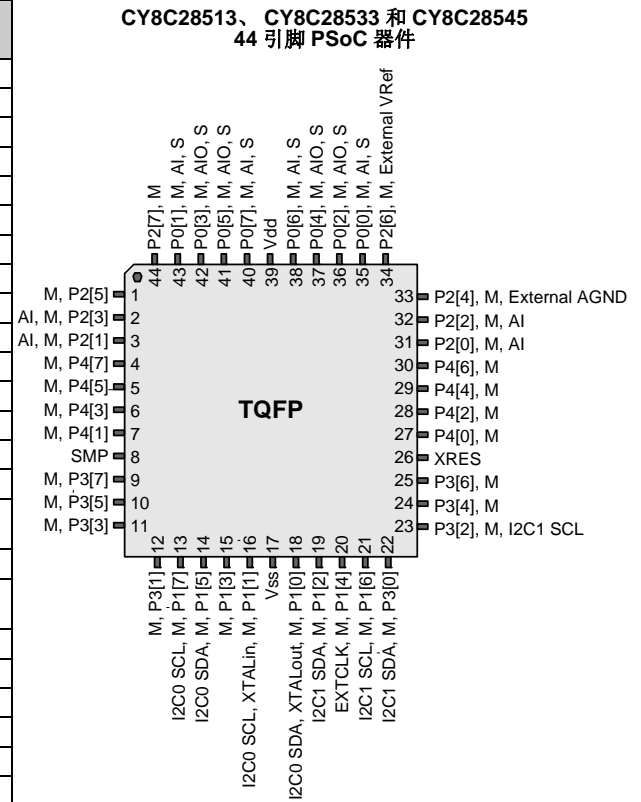 CY8C28513、 CY8C28533 和 CY8C28545
44 引脚 PSoC 器件
P2[7], M
P0[1], M, AI, S
P0[3], M, AIO, S
P0[5], M, AIO, S
P0[7], M, AI, S
Vdd
P0[6], M, AI, S
P0[4], M, AIO, S
P0[2], M, AIO, S
P0[0], M, AI, S
P2[6], M, External VRef
44
43
42
41
40
39
38
37
36
35
34
M, P2[5] 1
AI, M, P2[3] 2
AI, M, P2[1] 3
M, P4[7] 4
M, P4[5] 5
M, P4[3] 6
M, P4[1] 7
SMP 8
M, P3[7] 9
M, P3[5] 10
M, P3[3] 11
TQFP
33 P2[4], M, External AGND
32 P2[2], M, AI
31 P2[0], M, AI
30 P4[6], M
29 P4[4], M
28 P4[2], M
27 P4[0], M
26 XRES
25 P3[6], M
24 P3[4], M
23 P3[2], M, I2C1 SCL
12
13
14
15
16
17
18
19
20
21
22
M, P3[1]
I2C0 SCL, M, P1[7]
I2C0 SDA, M, P1[5]
M, P1[3]
I2C0 SCL, XTALin, M, P1[1]
Vss
I2C0 SDA, XTALout, M, P1[0]
I2C1 SDA, M, P1[2]
EXTCLK, M, P1[4]
I2C1 SCL, M, P1[6]
I2C1 SDA, M, P3[0]